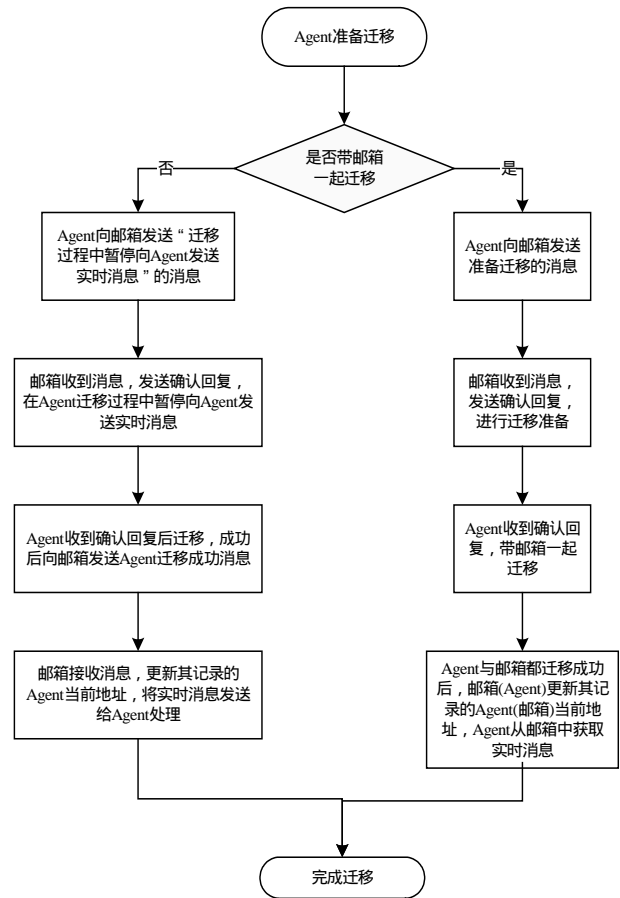 Agent准备迁移
是否带邮箱
一起迁移
否
是
Agent向邮箱发送“迁移
过程中暂停向Agent发送
实时消息”的消息
Agent向邮箱发送
准备迁移的消息
邮箱收到消息，发送确认回复，
在Agent迁移过程中暂停向Agent发
送实时消息
邮箱收到消息，
发送确认回复，
进行迁移准备
Agent收到确认回复后迁移，成功
后向邮箱发送Agent迁移成功消息
Agent收到确认回
复，带邮箱一起
迁移
邮箱接收消息，更新其记录的
Agent当前地址，将实时消息发送
给Agent处理
Agent与邮箱都迁移成功
后，邮箱(Agent)更新其记
录的Agent(邮箱)当前地
址，Agent从邮箱中获取
实时消息
完成迁移